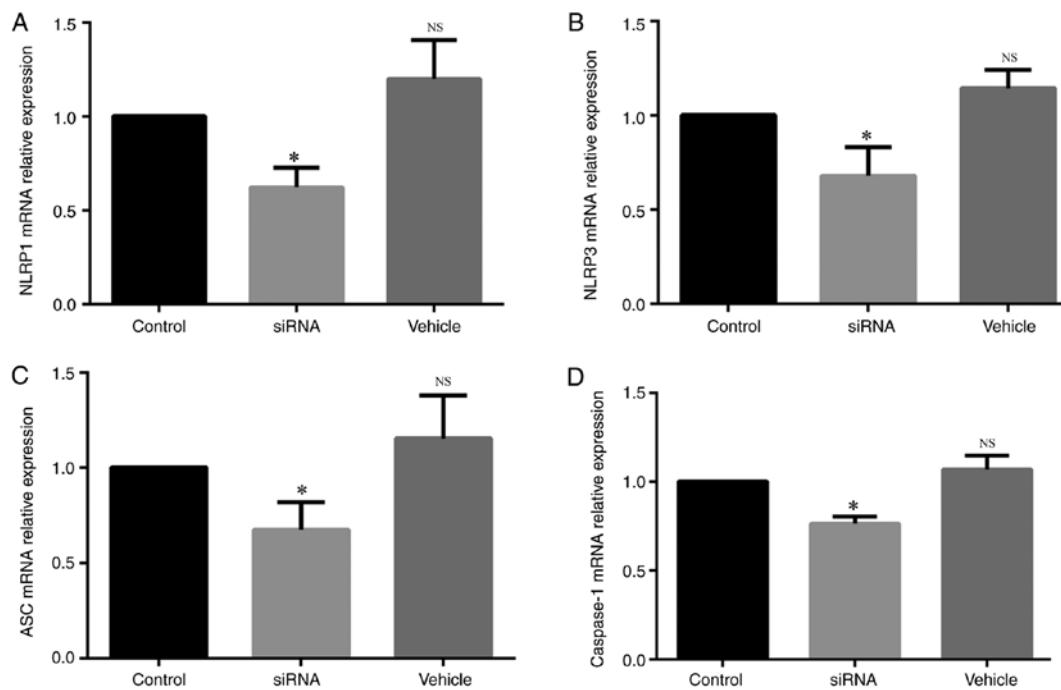 A
NLRP1 mRNA relative expression
1.5
1.0
0.5
0.0
NS
*
Control siRNA Vehicle
B
NLRP3 mRNA relative expression
1.5
1.0
0.5
0.0
NS
*
Control siRNA Vehicle
C
ASC mRNA relative expression
1.5
1.0
0.5
0.0
NS
*
Control siRNA Vehicle
D
Caspase-1 mRNA relative expression
1.5
1.0
0.5
0.0
NS
*
Control siRNA Vehicle